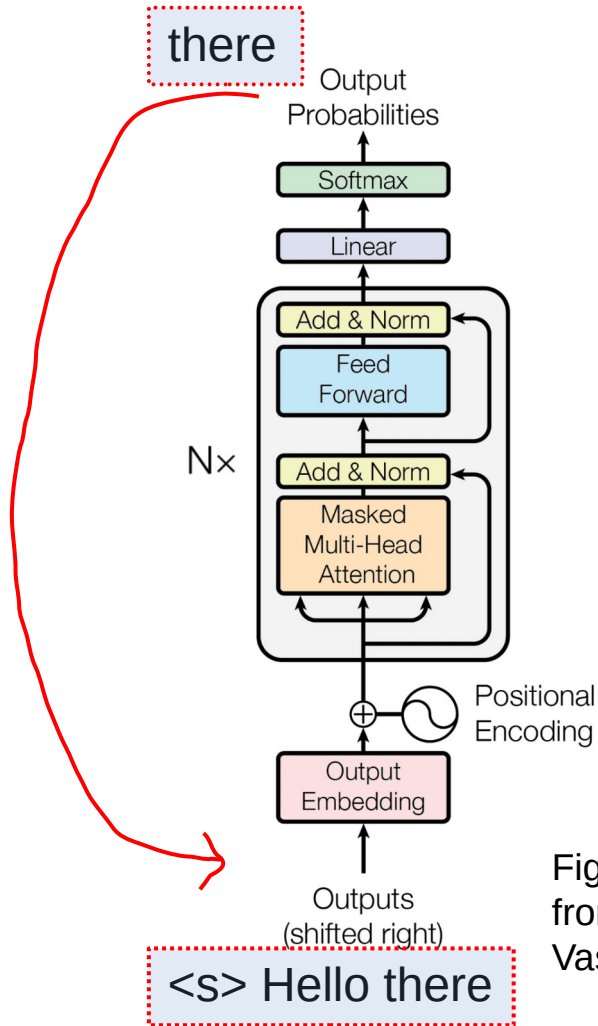 there
Output
Probabilities
Softmax
Linear
Add & Norm
Feed
Forward
N×
Add & Norm
Masked
Multi-Head
Attention
Positional
Encoding
Output
Embedding
Outputs
(shifted right)
<s> Hello there
Fig
from
Vas